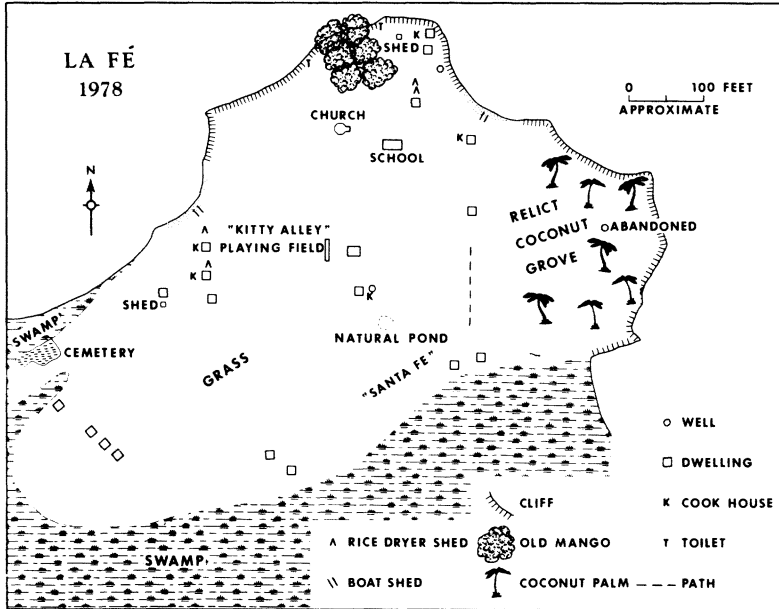 LA FÉ
1978
N
T
T
K
SHED
0 100 FEET
APPROXIMATE
CHURCH
K
SCHOOL
RELICT
COCONUT
GROVE
ABANDONED
"KITTY ALLEY"
K PLAYING FIELD
K
K
SHED
SWAMP
CEMETERY
NATURAL POND
GRASS
"SANTA FE"
SWAMP
WELL
DWELLING
CLIFF
K COOK HOUSE
RICE DRYER SHED
OLD MANGO
T TOILET
BOAT SHED
COCONUT PALM
PATH